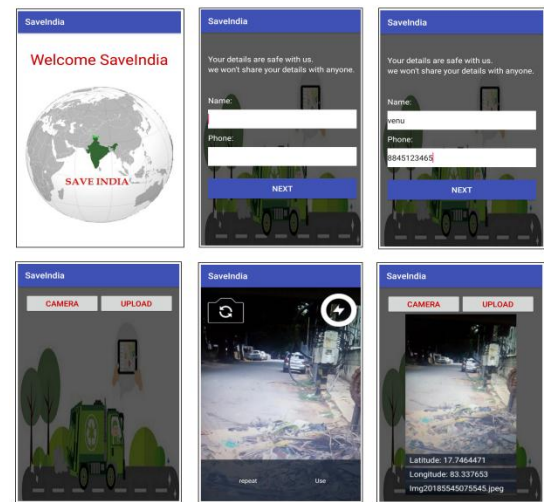 SaveIndia
Welcome SaveIndia
SAVE INDIA
SaveIndia
Your details are safe with us.
we won't share your details with anyone.
Name:
Phone:
NEXT
SaveIndia
Your details are safe with us.
we won't share your details with anyone.
Name:
venu
Phone:
8845123465
NEXT
SaveIndia
CAMERA UPLOAD
SaveIndia
repeat Use
SaveIndia
CAMERA UPLOAD
Latitude: 17.7464471
Longitude: 83.337653
Img20185545075545.jpeg